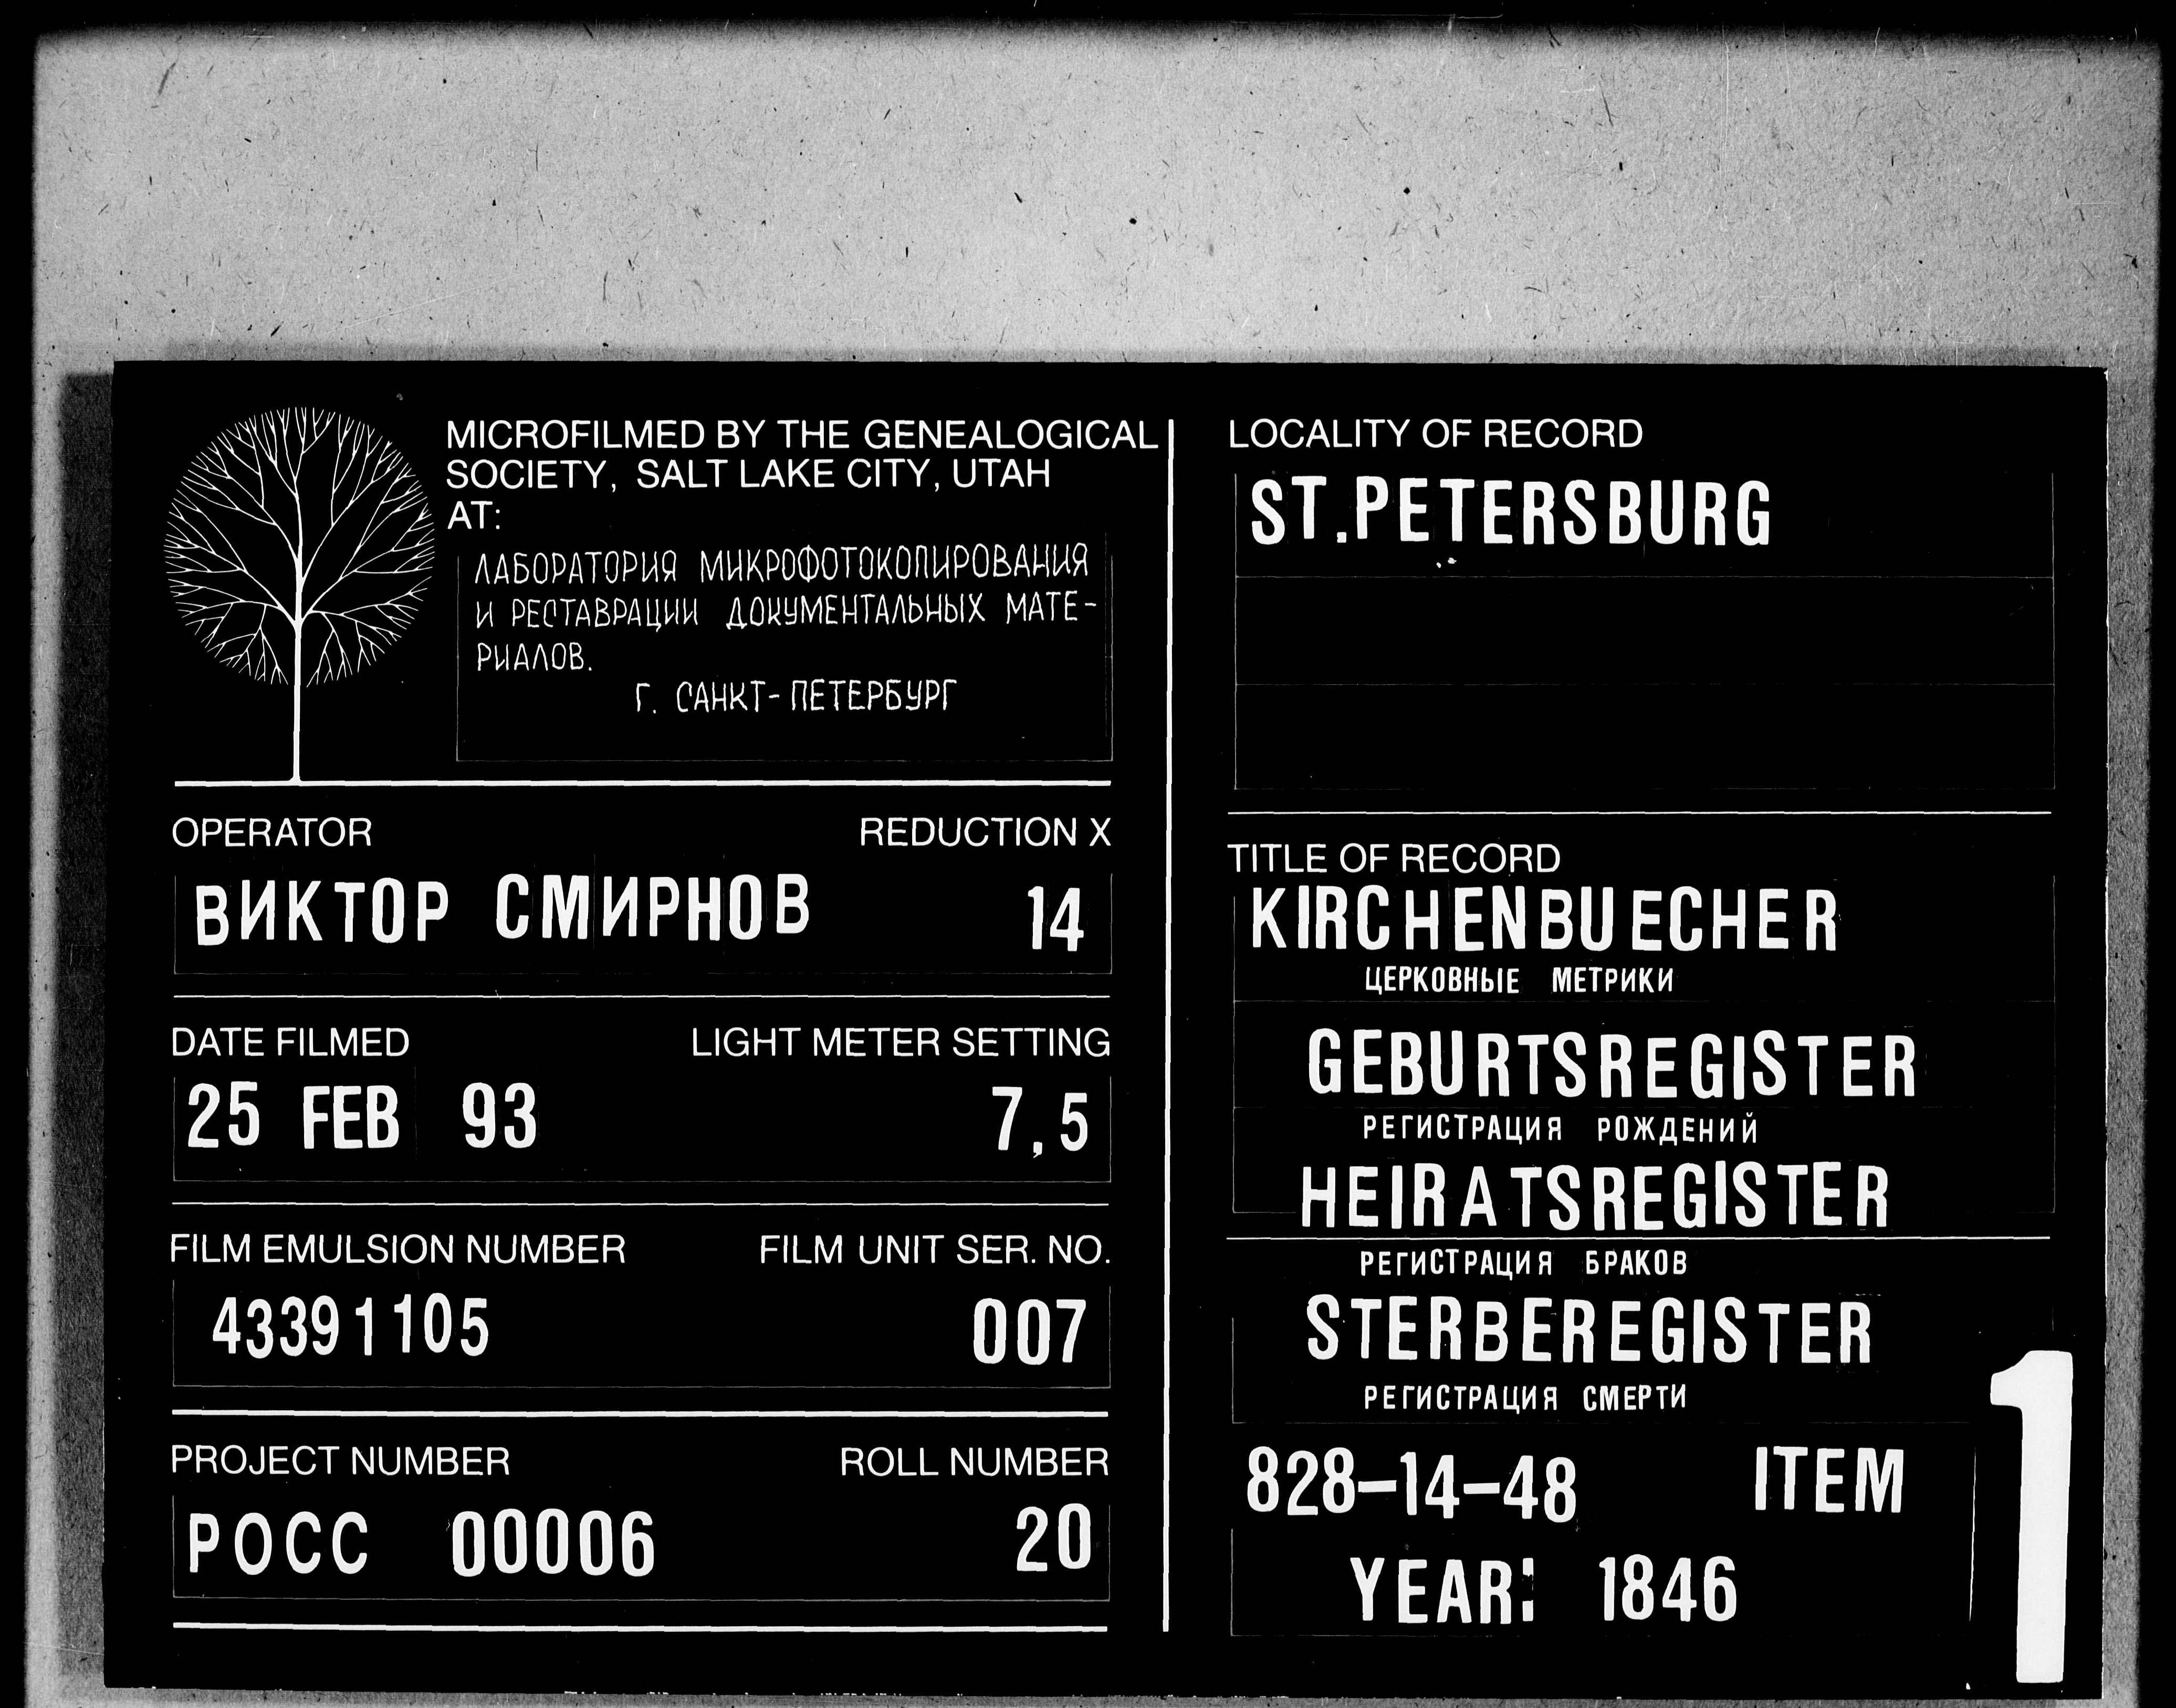 MICROFILMED BY THE GENEALOGICAL
SOCIETY, SALT LAKE CITY, UTAH
AT:
ЛАБОРАТОРИЯ МИКРОФОТОКОПИРОВАНИЯ
И РЕСТАВРАЦИИ ДОКУМЕНТАЛЬНЫХ МАТЕ-
РИАЛОВ.
Г. САНКТ-ПЕТЕРБУРГ
OPERATOR REDUCTION X
ВИКТОР СМИРНОВ 14
DATE FILMED LIGHT METER SETTING
25 FEB 93 7,5
FILM EMULSION NUMBER FILM UNIT SER. NO.
43391105 007
PROJECT NUMBER ROLL NUMBER
РОСС 00006 20
LOCALITY OF RECORD
ST.PETERSBURG
TITLE OF RECORD
KIRCHENBUECHER
ЦЕРКОВНЫЕ МЕТРИКИ
GEBURTSREGISTER
РЕГИСТРАЦИЯ РОЖДЕНИЙ
HEIRATSREGISTER
РЕГИСТРАЦИЯ БРАКОВ
STERBEREGISTER
РЕГИСТРАЦИЯ СМЕРТИ
828-14-48 ITEM 1
YEAR: 1846